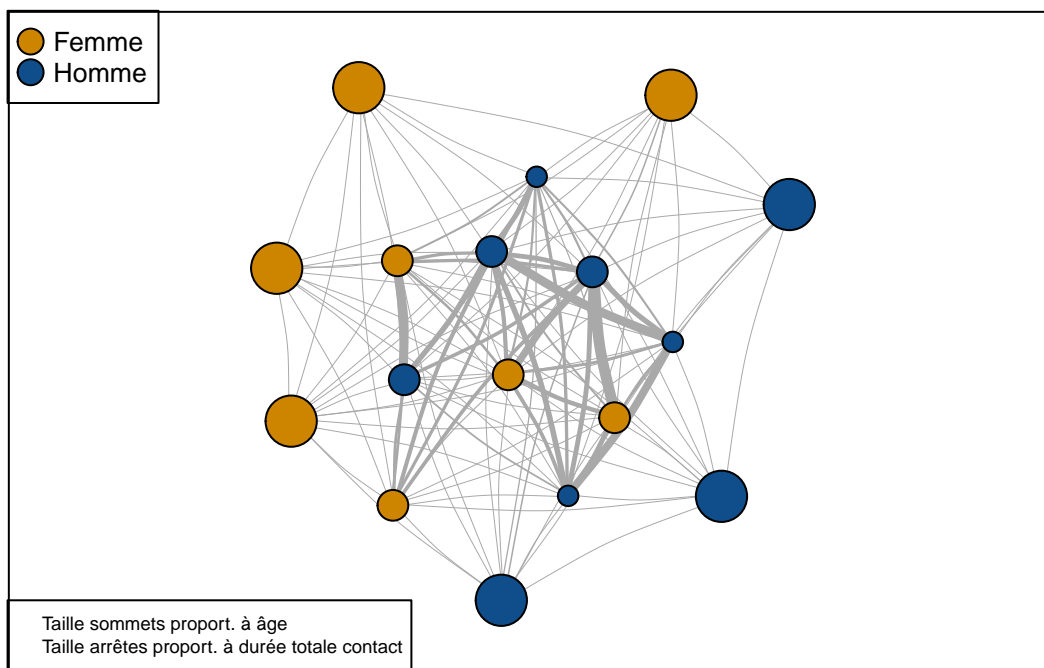 Femme
Homme
Taille sommets proport. à âge
Taille arrêtes proport. à durée totale contact